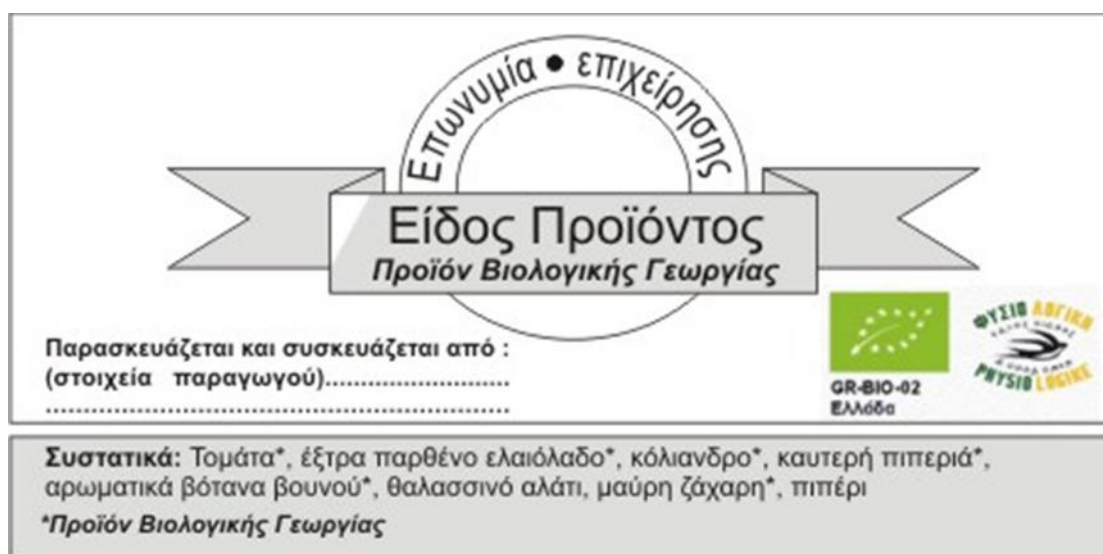 Επωνυμία • επιχείρησης
Είδος Προϊόντος
Προϊόν Βιολογικής Γεωργίας
Παρασκευάζεται και συσκευάζεται από :
(στοιχεία παραγωγού)..........................
.................................................................
GR-BIO-02
Ελλάδα
ΦΥΣΙΟ ΛΟΓΙΚΗ
PHYSIO LOGIKE
Συστατικά: Τομάτα*, έξτρα παρθένο ελαιόλαδο*, κόλιανδρο*, καυτερή πιπεριά*,
αρωματικά βότανα βουνού*, θαλασσινό αλάτι, μαύρη ζάχαρη*, πιπέρι
*Προϊόν Βιολογικής Γεωργίας